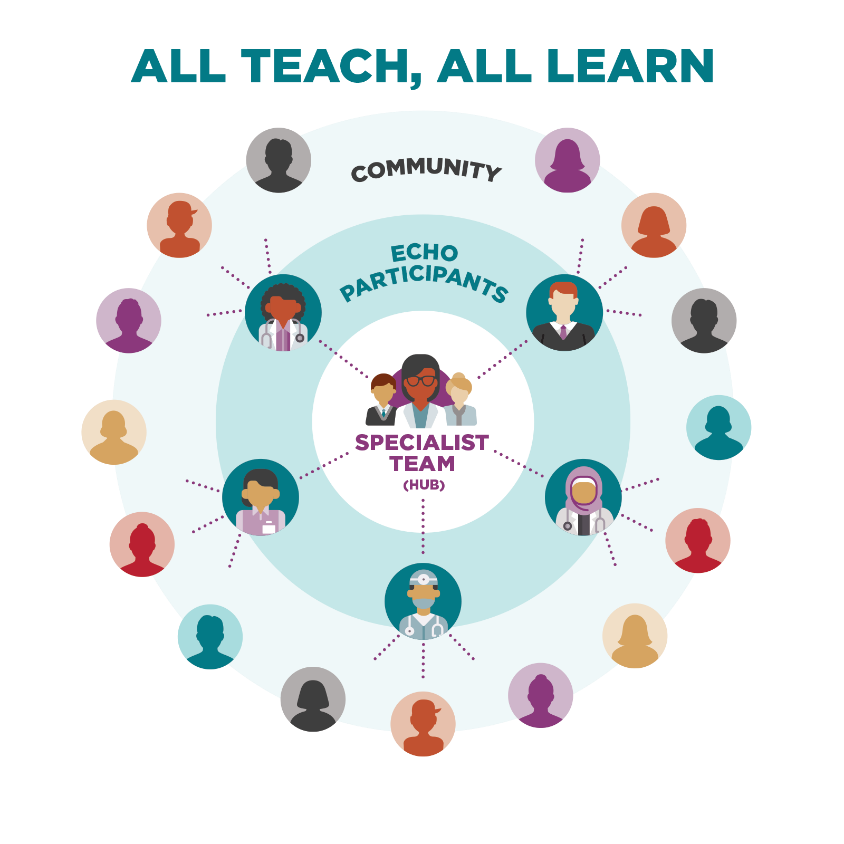 ALL TEACH, ALL LEARN
COMMUNITY
ECHO
PARTICIPANTS
SPECIALIST
TEAM
(HUB)